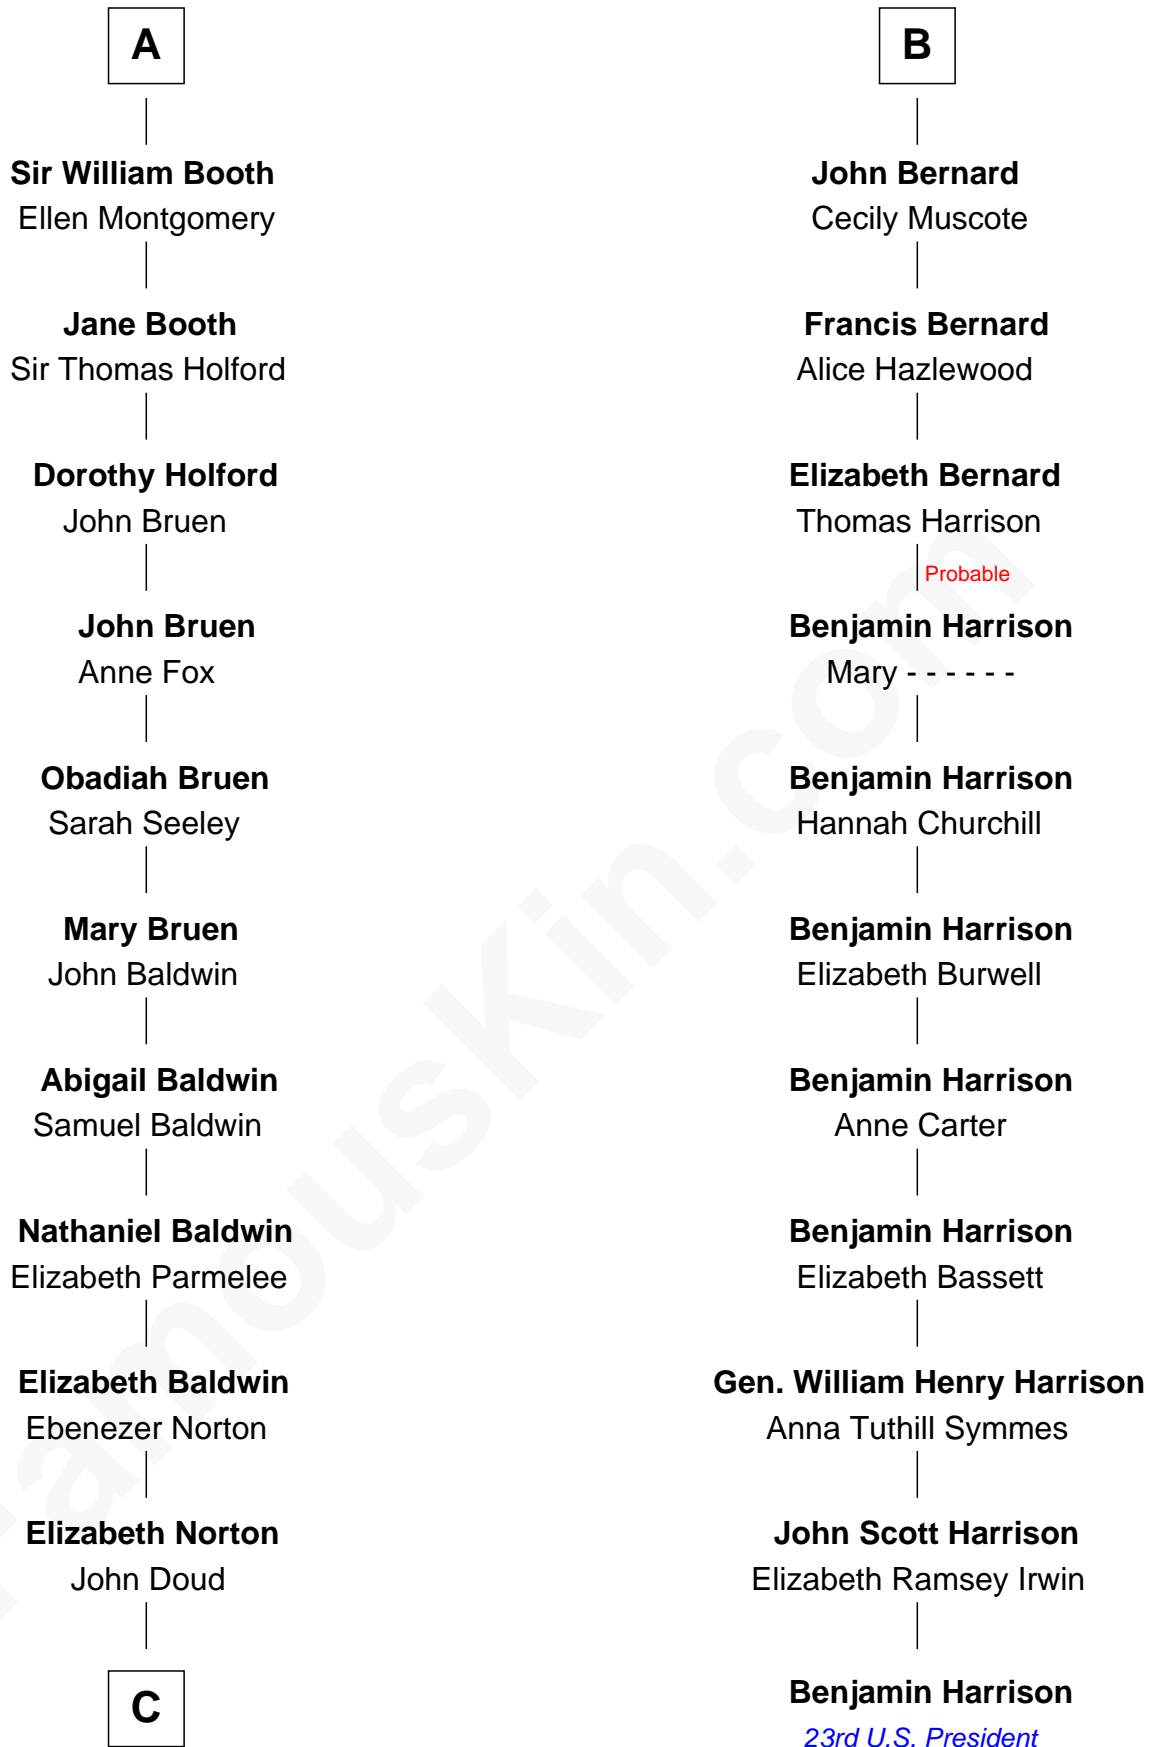 A
Sir William Booth
Ellen Montgomery
Jane Booth
Sir Thomas Holford
Dorothy Holford
John Bruen
John Bruen
Anne Fox
Obadiah Bruen
Sarah Seeley
Mary Bruen
John Baldwin
Abigail Baldwin
Samuel Baldwin
Nathaniel Baldwin
Elizabeth Parmelee
Elizabeth Baldwin
Ebenezer Norton
Elizabeth Norton
John Doud
C
B
John Bernard
Cecily Muscote
Francis Bernard
Alice Hazlewood
Elizabeth Bernard
Thomas Harrison
Probable
Benjamin Harrison
Mary - - - - - -
Benjamin Harrison
Hannah Churchill
Benjamin Harrison
Elizabeth Burwell
Benjamin Harrison
Anne Carter
Benjamin Harrison
Elizabeth Bassett
Gen. William Henry Harrison
Anna Tuthill Symmes
John Scott Harrison
Elizabeth Ramsey Irwin
Benjamin Harrison
23rd U.S. President
FamousKin.com